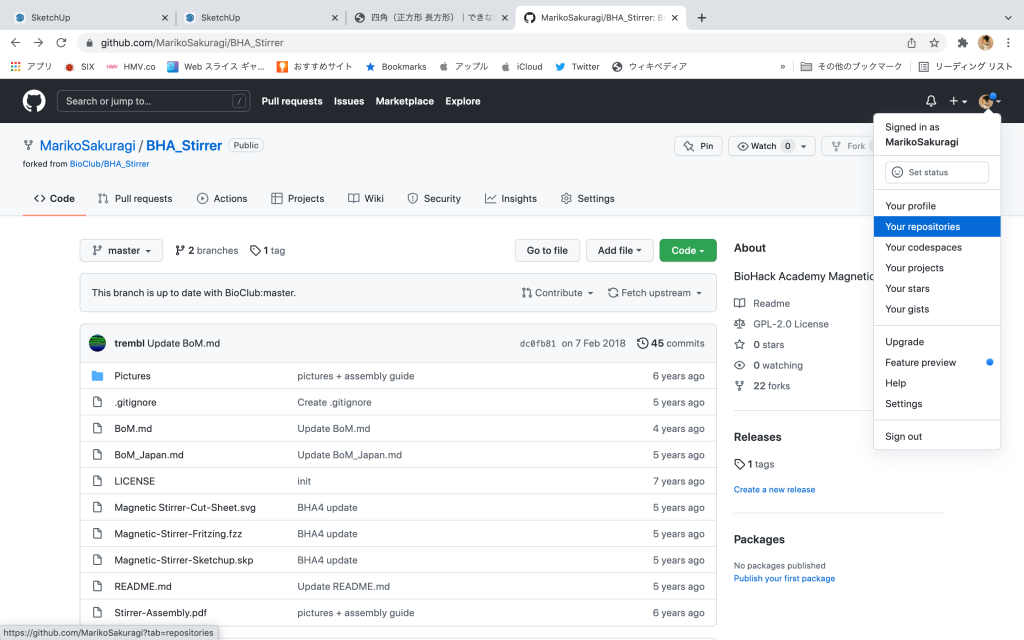 SketchUp
SketchUp
四角（正方形 長方形）｜できな
MarikoSakuragi/BHA_Stirrer: B
github.com/MarikoSakuragi/BHA_Stirrer
アプリ
SIX
HMV.co
Web スライス ギャ...
おすすめサイト
Bookmarks
アップル
iCloud
Twitter
ウィキペディア
»
その他のブックマーク
リーディング リスト
Search or jump to...
/
Pull requests
Issues
Marketplace
Explore
MarikoSakuragi / BHA_Stirrer
Public
forked from BioClub/BHA_Stirrer
Pin
Watch 0
Fork
Code
Pull requests
Actions
Projects
Wiki
Security
Insights
Settings
Signed in as
MarikoSakuragi
Set status
Your profile
Your repositories
Your codespaces
Your projects
Your stars
Your gists
Upgrade
Feature preview
Help
Settings
Sign out
master
2 branches
1 tag
Go to file
Add file
Code
This branch is up to date with BioClub:master.
Contribute
Fetch upstream
trembl Update BoM.md
dc0fb81 on 7 Feb 2018
45 commits
Pictures pictures + assembly guide 6 years ago
.gitignore Create .gitignore 5 years ago
BoM.md Update BoM.md 4 years ago
BoM_Japan.md Update BoM_Japan.md 5 years ago
LICENSE init 7 years ago
Magnetic Stirrer-Cut-Sheet.svg BHA4 update 5 years ago
Magnetic-Stirrer-Fritzing.fzz BHA4 update 5 years ago
Magnetic-Stirrer-Sketchup.skp BHA4 update 5 years ago
README.md Update README.md 5 years ago
Stirrer-Assembly.pdf pictures + assembly guide 6 years ago
About
BioHack Academy Magnetic
Readme
GPL-2.0 License
0 stars
0 watching
22 forks
Releases
1 tags
Create a new release
Packages
No packages published
Publish your first package
https://github.com/MarikoSakuragi?tab=repositories